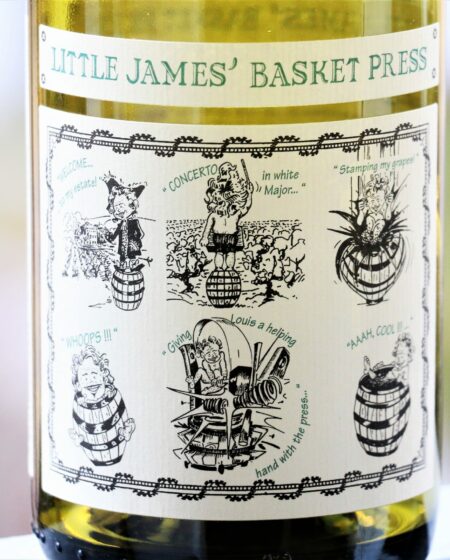 LITTLE JAMES' BASKET PRESS
"WELCOME...
to my estate!"
"CONCERTO
in white
Major..."
"Stamping my grapes"
"WHOOPS !!!"
"Giving
Louis a helping
hand with the press..."
"AAAH, COOL !!! ..."